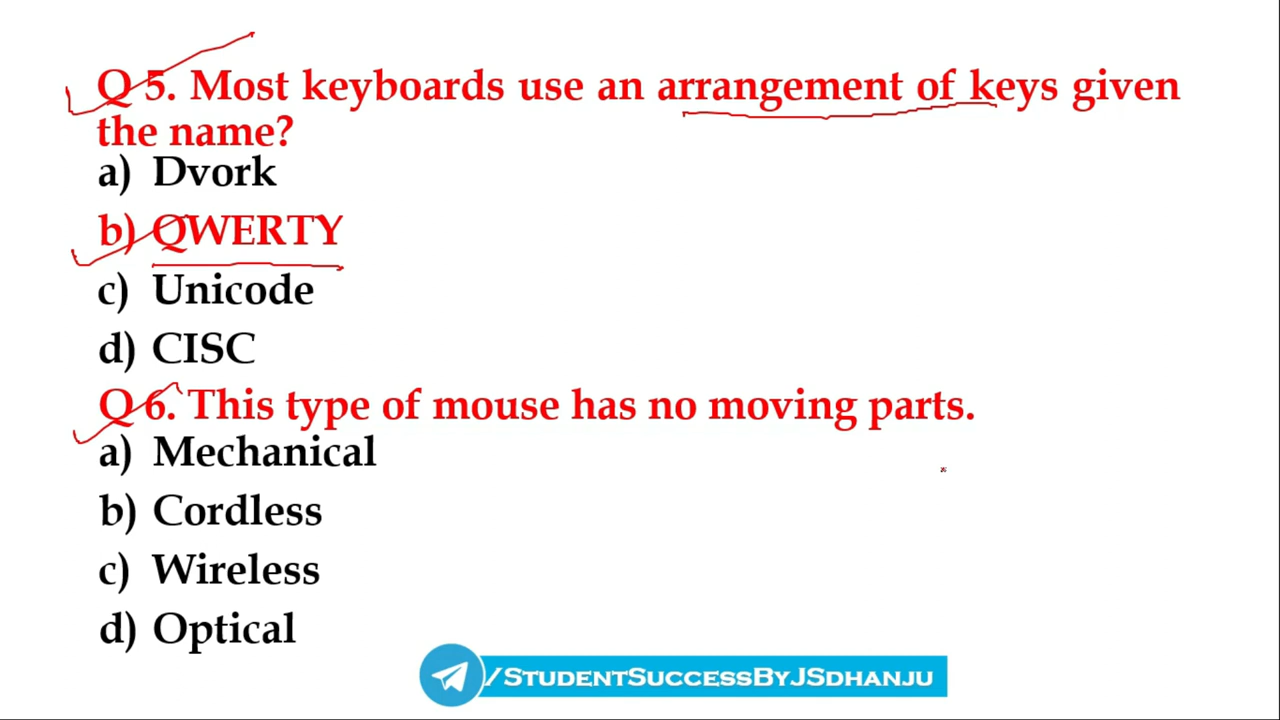 Q 5. Most keyboards use an arrangement of keys given
the name?
a) Dvork
b) QWERTY
c) Unicode
d) CISC
Q 6. This type of mouse has no moving parts.
a) Mechanical
b) Cordless
c) Wireless
d) Optical
/StudentSuccessByJSdhanju